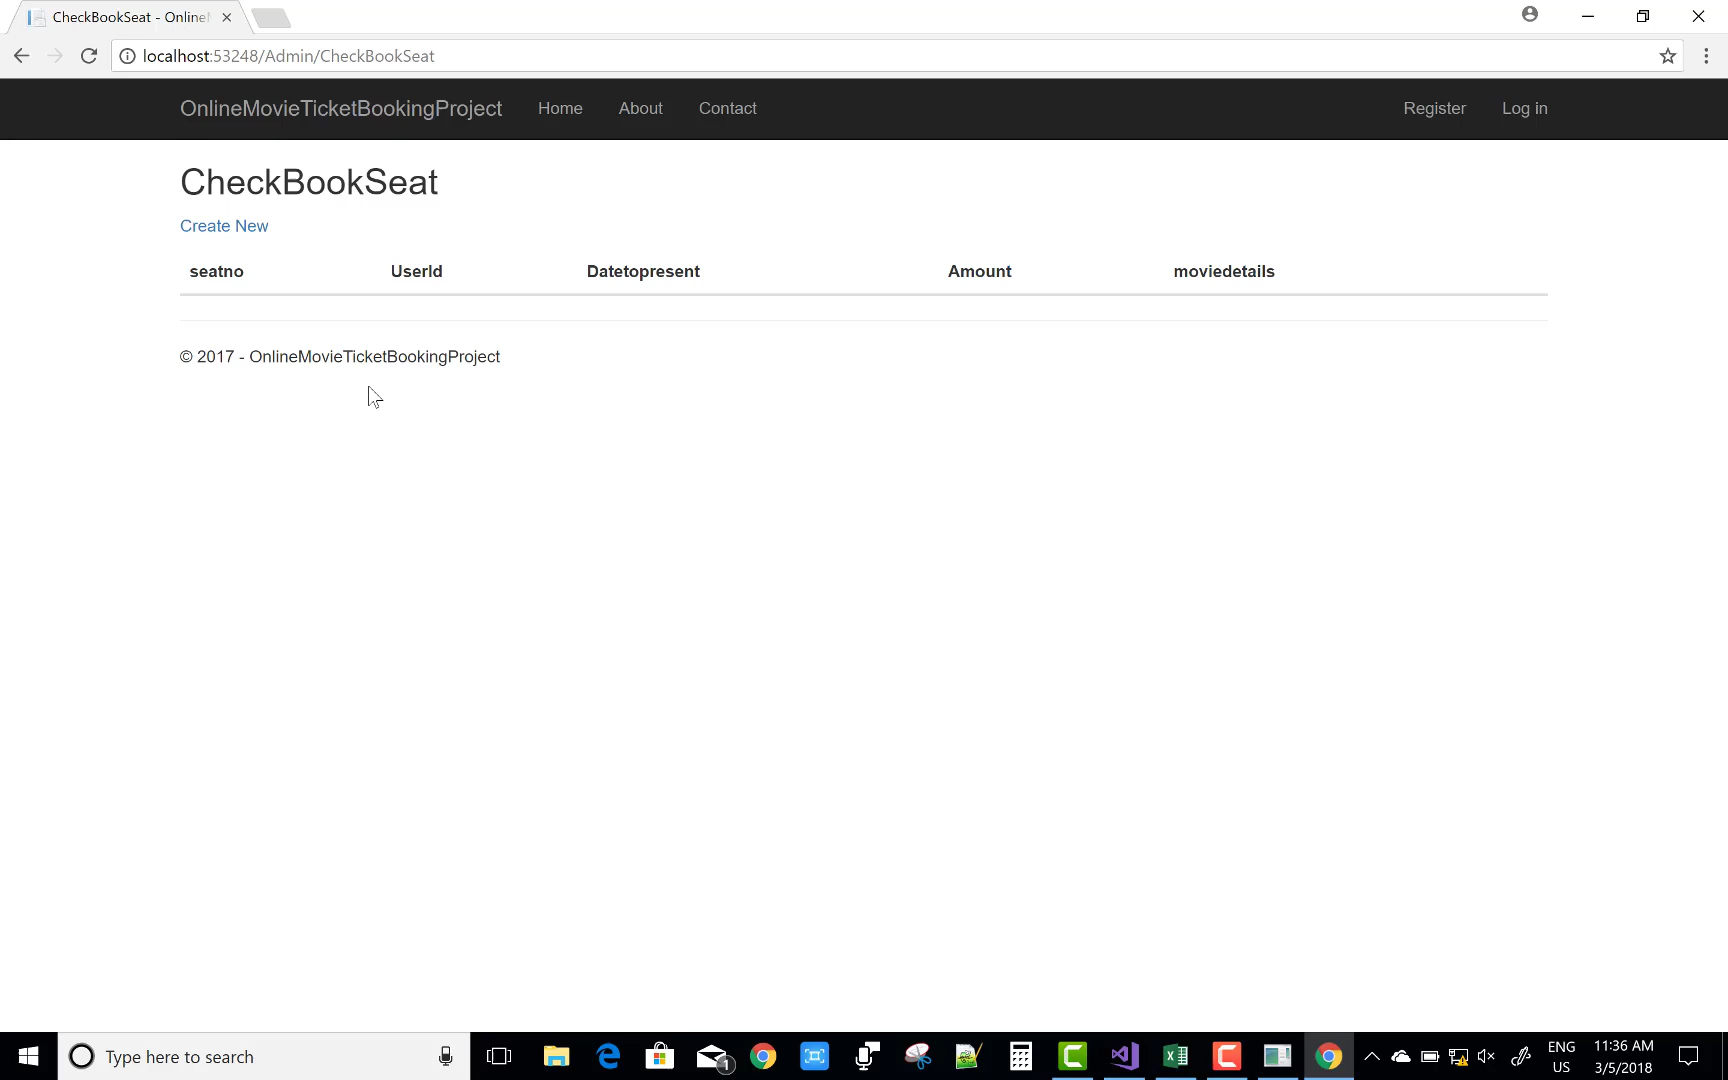 CheckBookSeat - Online
localhost:53248/Admin/CheckBookSeat
OnlineMovieTicketBookingProject Home About Contact Register Log in
CheckBookSeat
Create New
seatno UserId Datetopresent Amount moviedetails
© 2017 - OnlineMovieTicketBookingProject
Type here to search
1
ENG
US
11:36 AM
3/5/2018